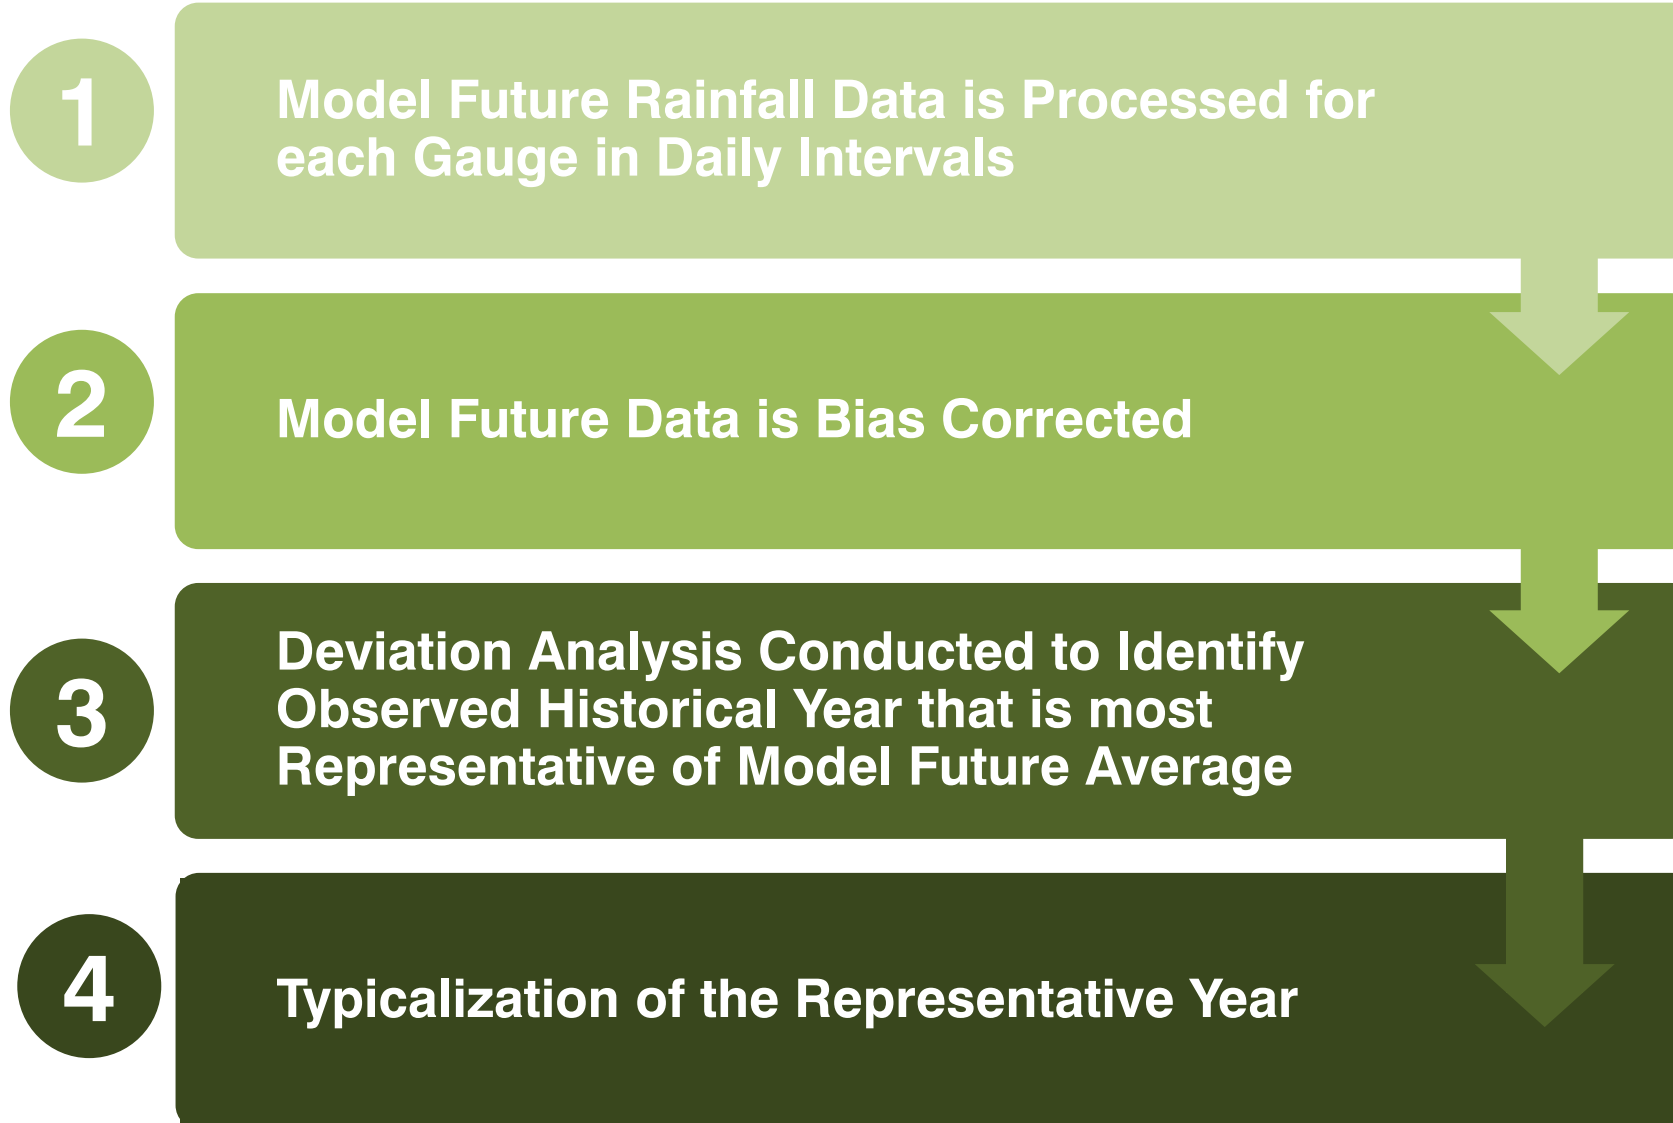 1
Model Future Rainfall Data is Processed for
each Gauge in Daily Intervals
2
Model Future Data is Bias Corrected
3
Deviation Analysis Conducted to Identify
Observed Historical Year that is most
Representative of Model Future Average
4
Typicalization of the Representative Year